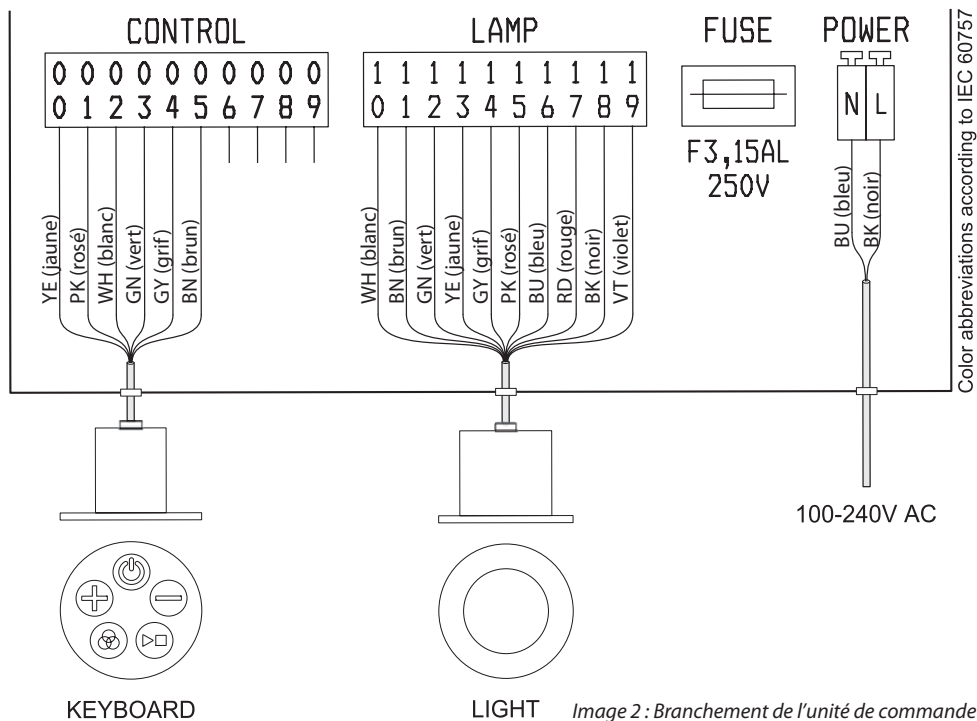 CONTROL LAMP FUSE POWER
0 0 0 0 0 0 0 0 0 0
0 1 2 3 4 5 6 7 8 9
1 1 1 1 1 1 1 1 1 1
0 1 2 3 4 5 6 7 8 9
N L
F3,15AL
250V
YE (jaune)
PK (rosé)
WH (blanc)
GN (vert)
GY (grif)
BN (brun)
WH (blanc)
BN (brun)
GN (vert)
YE (jaune)
GY (grif)
PK (rosé)
BU (bleu)
RD (rouge)
BK (noir)
VT (violet)
BU (bleu)
BK (noir)
Color abbreviations according to IEC 60757
100-240V AC
KEYBOARD
LIGHT
Image 2 : Branchement de l'unité de commande